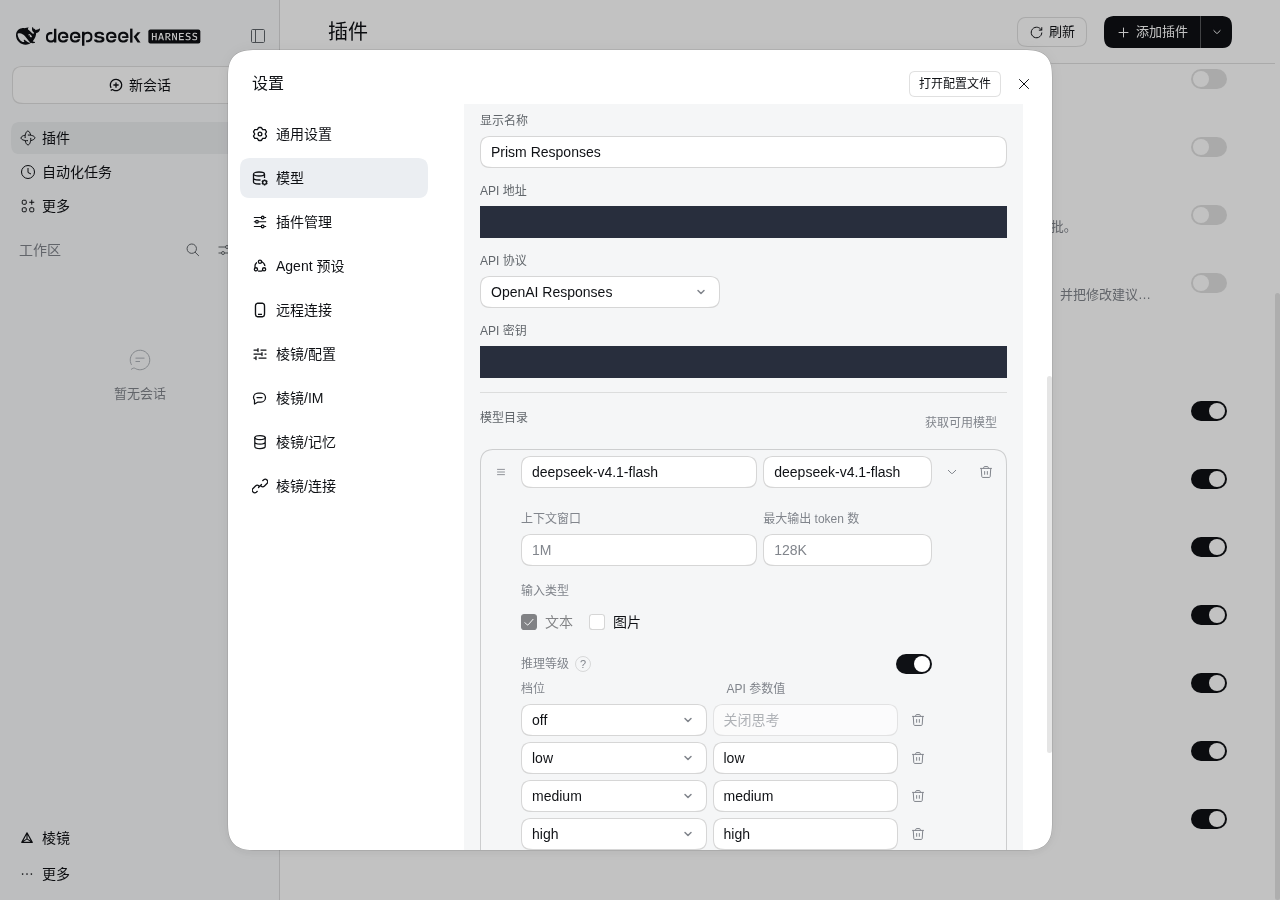 deepseek HARNESS
新会话
插件
自动化任务
更多
工作区
暂无会话
棱镜
更多
插件
刷新
添加插件
批。
并把修改建议…
设置
打开配置文件
通用设置
模型
插件管理
Agent 预设
远程连接
棱镜/配置
棱镜/IM
棱镜/记忆
棱镜/连接
显示名称
Prism Responses
API 地址
API 协议
OpenAI Responses
API 密钥
模型目录
获取可用模型
deepseek-v4.1-flash deepseek-v4.1-flash
上下文窗口 最大输出 token 数
1M 128K
输入类型
文本 图片
推理等级 ?
档位 API 参数值
off 关闭思考
low low
medium medium
high high